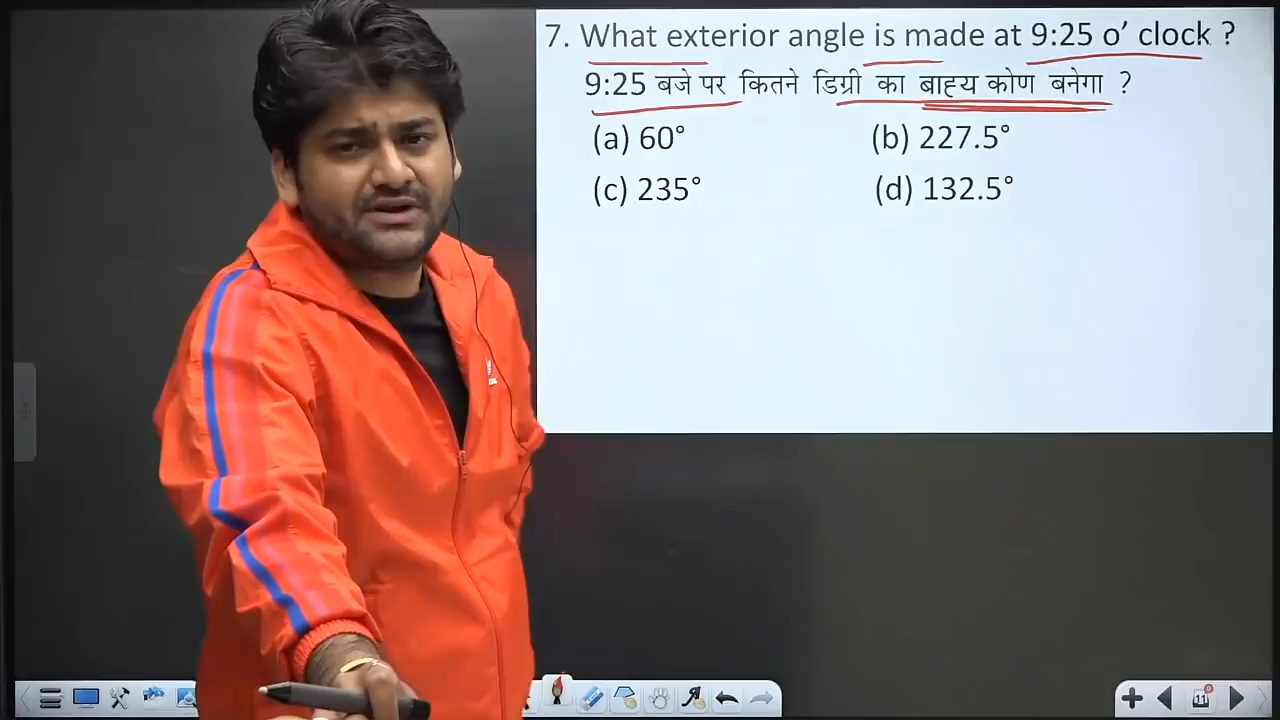 7. What exterior angle is made at 9:25 o’ clock ?
9:25 बजे पर कितने डिग्री का बाह्य कोण बनेगा ?
(a) 60° (b) 227.5°
(c) 235° (d) 132.5°
11